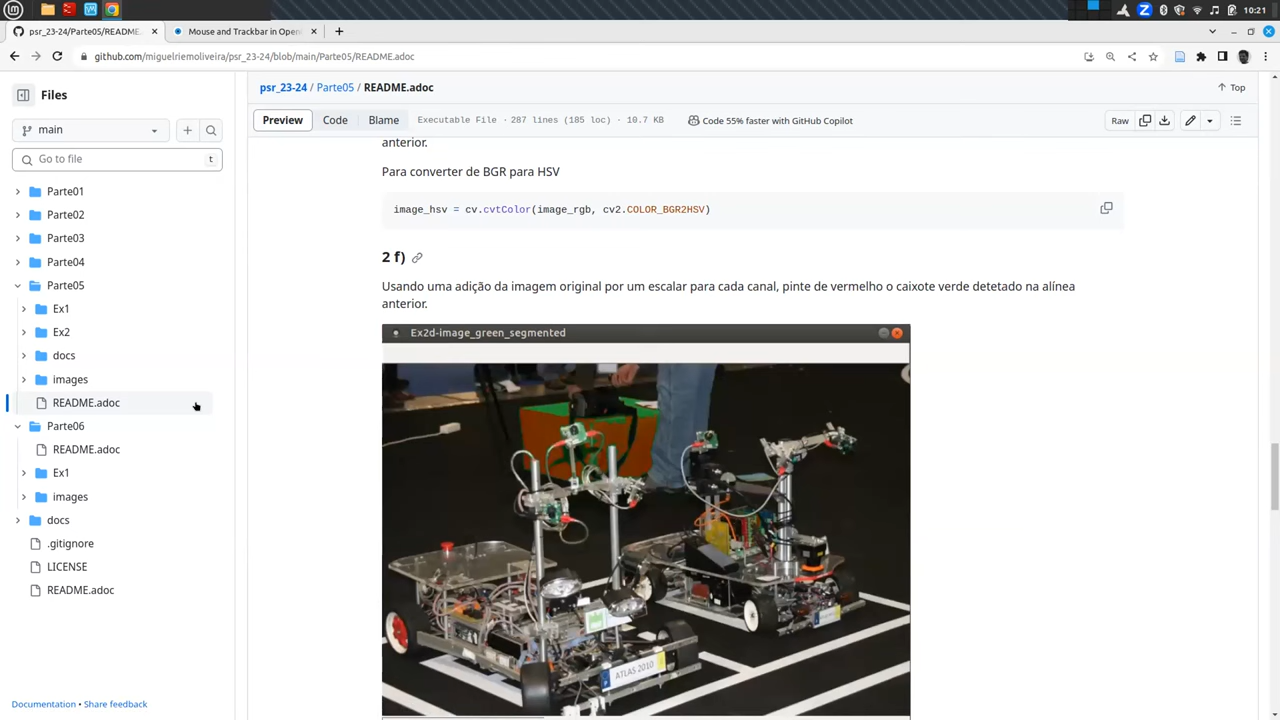 10:21
psr_23-24/Parte05/README.
Mouse and Trackbar in Open
github.com/miguelriemoliveira/psr_23-24/blob/main/Parte05/README.adoc
Files
main
Go to file
t
Parte01
Parte02
Parte03
Parte04
Parte05
Ex1
Ex2
docs
images
README.adoc
Parte06
README.adoc
Ex1
images
docs
.gitignore
LICENSE
README.adoc
Documentation • Share feedback
psr_23-24 / Parte05 / README.adoc
Top
Preview
Code
Blame
Executable File · 287 lines (185 loc) · 10.7 KB
Code 55% faster with GitHub Copilot
Raw
anterior.
Para converter de BGR para HSV
image_hsv = cv.cvtColor(image_rgb, cv2.COLOR_BGR2HSV)
2 f)
Usando uma adição da imagem original por um escalar para cada canal, pinte de vermelho o caixote verde detetado na alínea
anterior.
Ex2d-image_green_segmented
ATLAS 2010